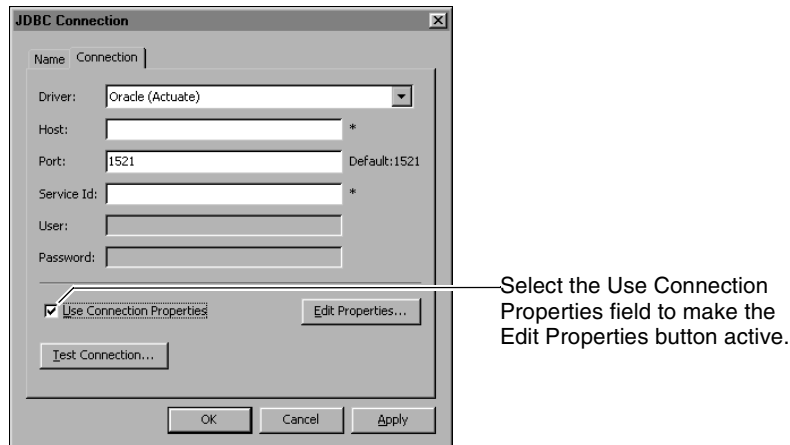 JDBC Connection
Name Connection
Driver: Oracle (Actuate)
Host: *
Port: 1521 Default:1521
Service Id: *
User:
Password:
Use Connection Properties Edit Properties...
Test Connection...
OK Cancel Apply
Select the Use Connection
Properties field to make the
Edit Properties button active.